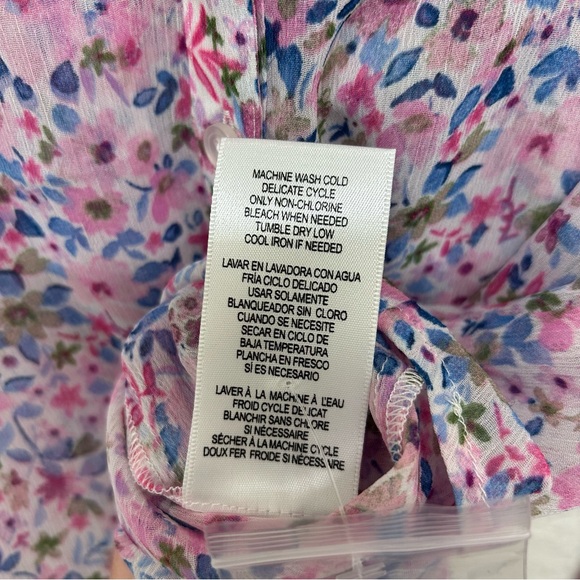 MACHINE WASH COLD
DELICATE CYCLE
ONLY NON-CHLORINE
BLEACH WHEN NEEDED
TUMBLE DRY LOW
COOL IRON IF NEEDED
LAVAR EN LAVADORA CON AGUA
FRÍA CICLO DELICADO
USAR SOLAMENTE
BLANQUEADOR SIN CLORO
CUANDO SE NECESITE
SECAR EN CICLO DE
BAJA TEMPERATURA
PLANCHA EN FRESCO
SI ES NECESARIO
LAVER À LA MACHINE À L'EAU
FROID CYCLE DELICAT
BLANCHIR SANS CHLORE
SI NÉCESSAIRE
SÉCHER À LA MACHINE CYCLE
DOUX FER FROIDE SI NÉCESSAIRE